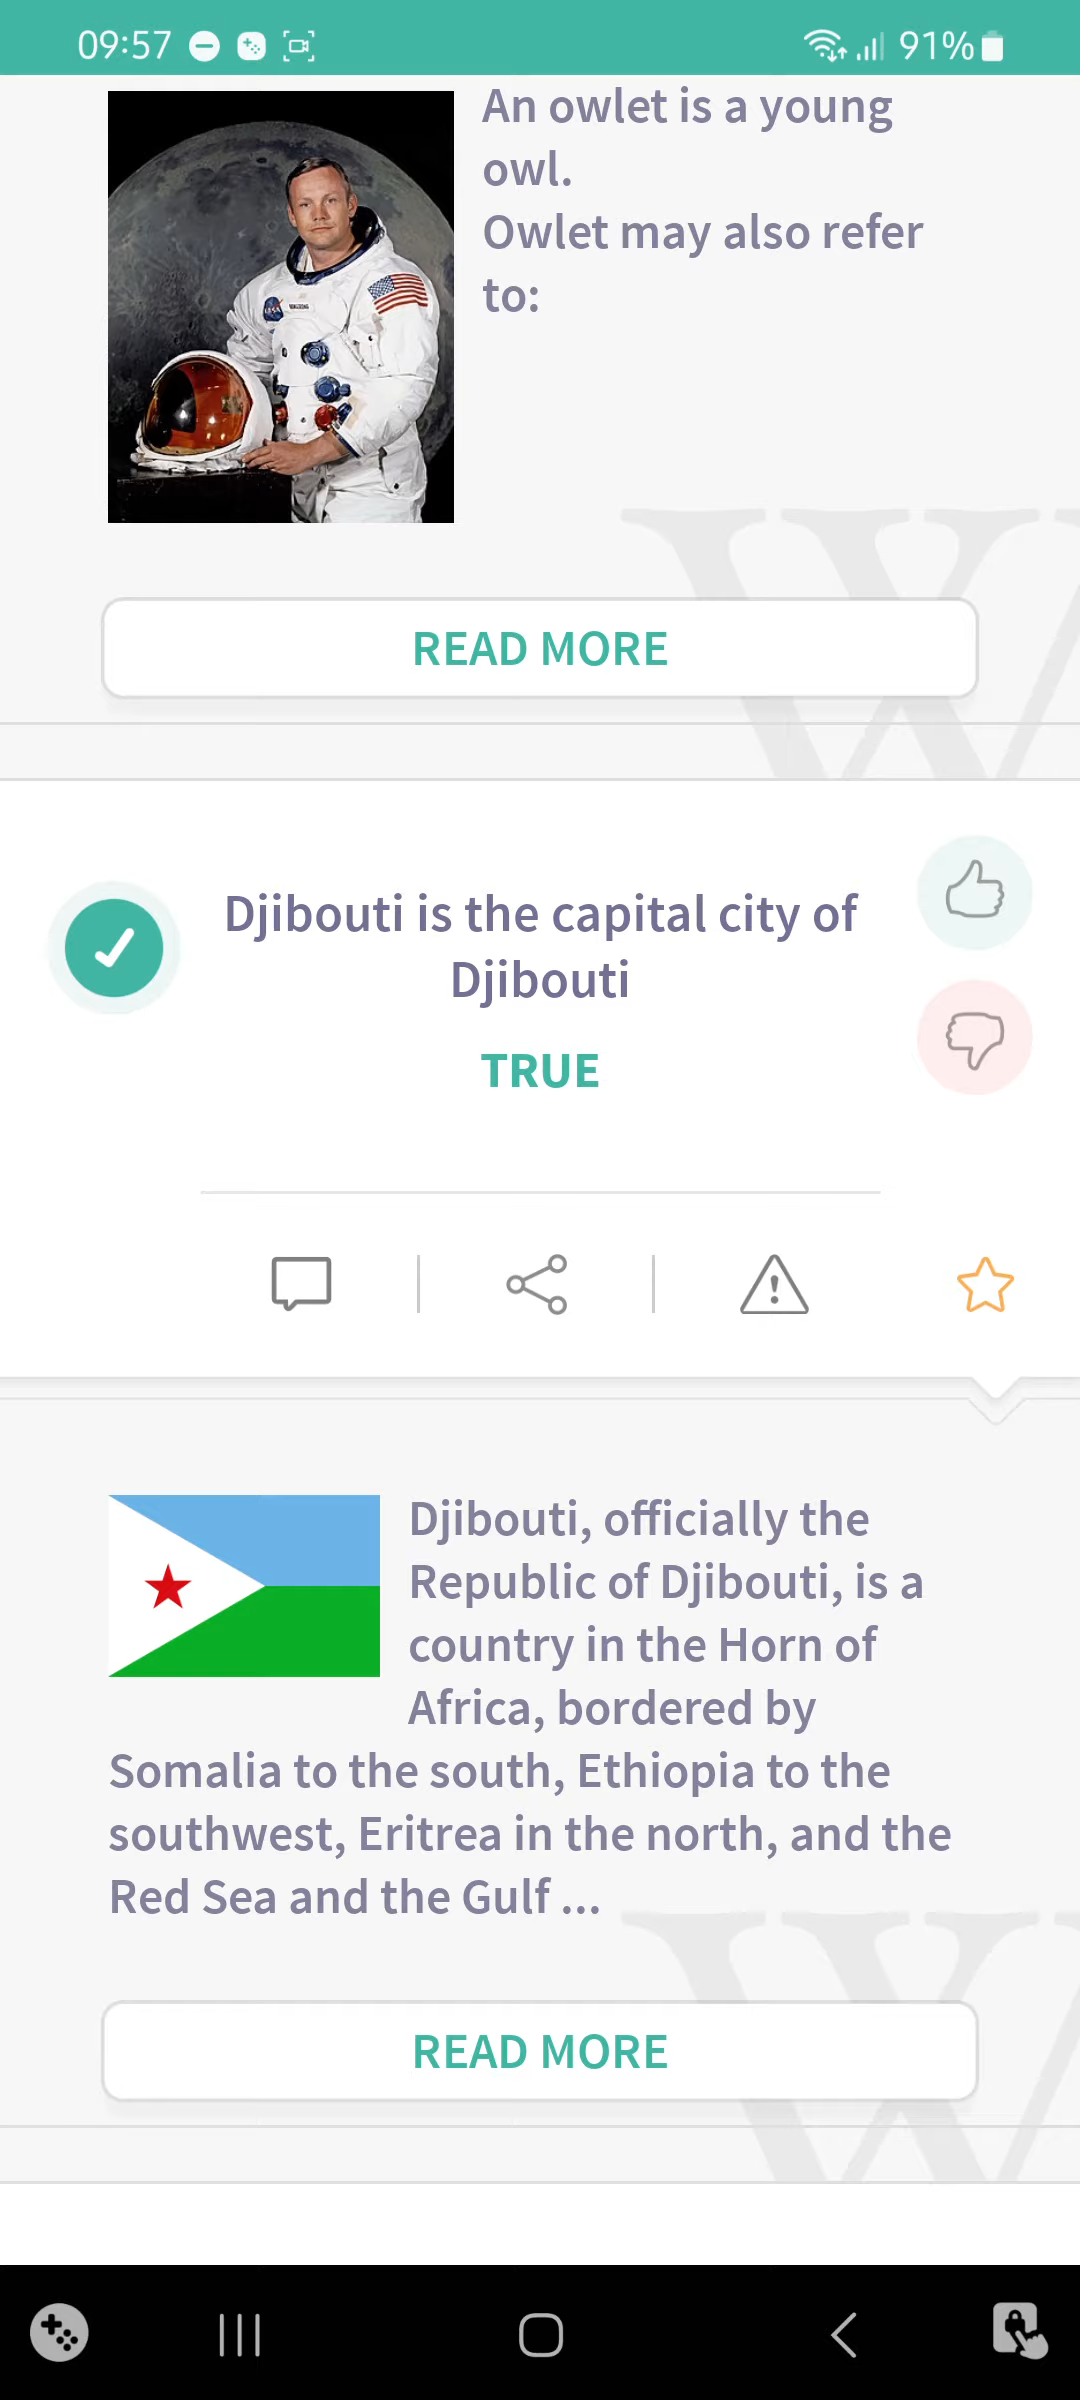 09:57
91%
An owlet is a young
owl.
Owlet may also refer
to:
READ MORE
Djibouti is the capital city of
Djibouti
TRUE
Djibouti, officially the
Republic of Djibouti, is a
country in the Horn of
Africa, bordered by
Somalia to the south, Ethiopia to the
southwest, Eritrea in the north, and the
Red Sea and the Gulf ...
READ MORE